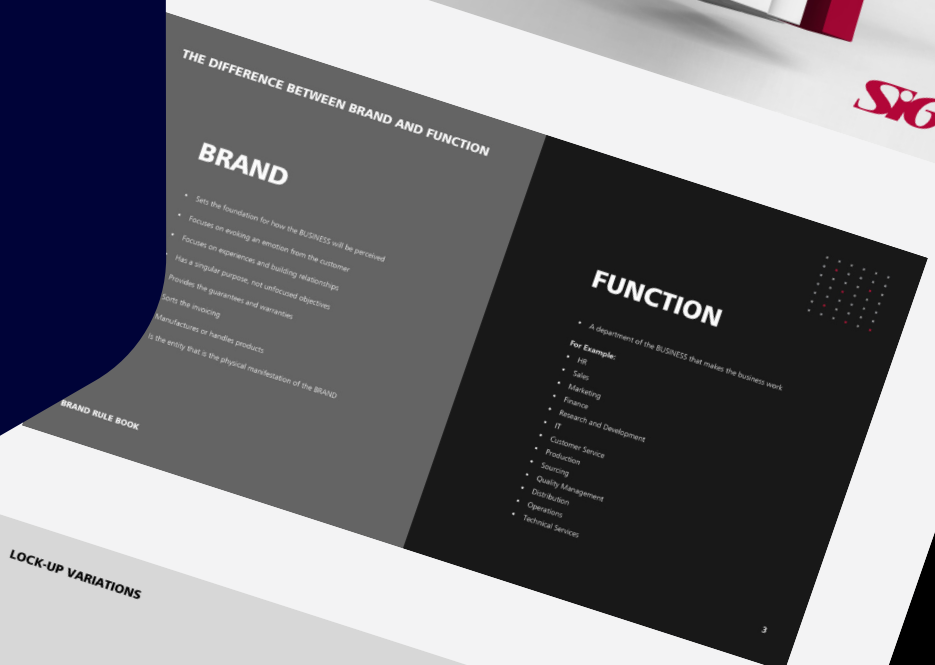 SiG
THE DIFFERENCE BETWEEN BRAND AND FUNCTION
BRAND
• Sets the foundation for how the BUSINESS will be perceived
• Focuses on evoking an emotion from the customer
• Focuses on experiences and building relationships
• Has a singular purpose, not unfocused objectives
Provides the guarantees and warranties
Sorts the invoicing
Manufactures or handles products
Is the entity that is the physical manifestation of the BRAND
BRAND RULE BOOK
FUNCTION
• A department of the BUSINESS that makes the business work
For Example:
• HR
• Sales
• Marketing
• Finance
• Research and Development
• IT
• Customer Service
• Production
• Sourcing
• Quality Management
• Distribution
• Operations
• Technical Services
3
LOCK-UP VARIATIONS